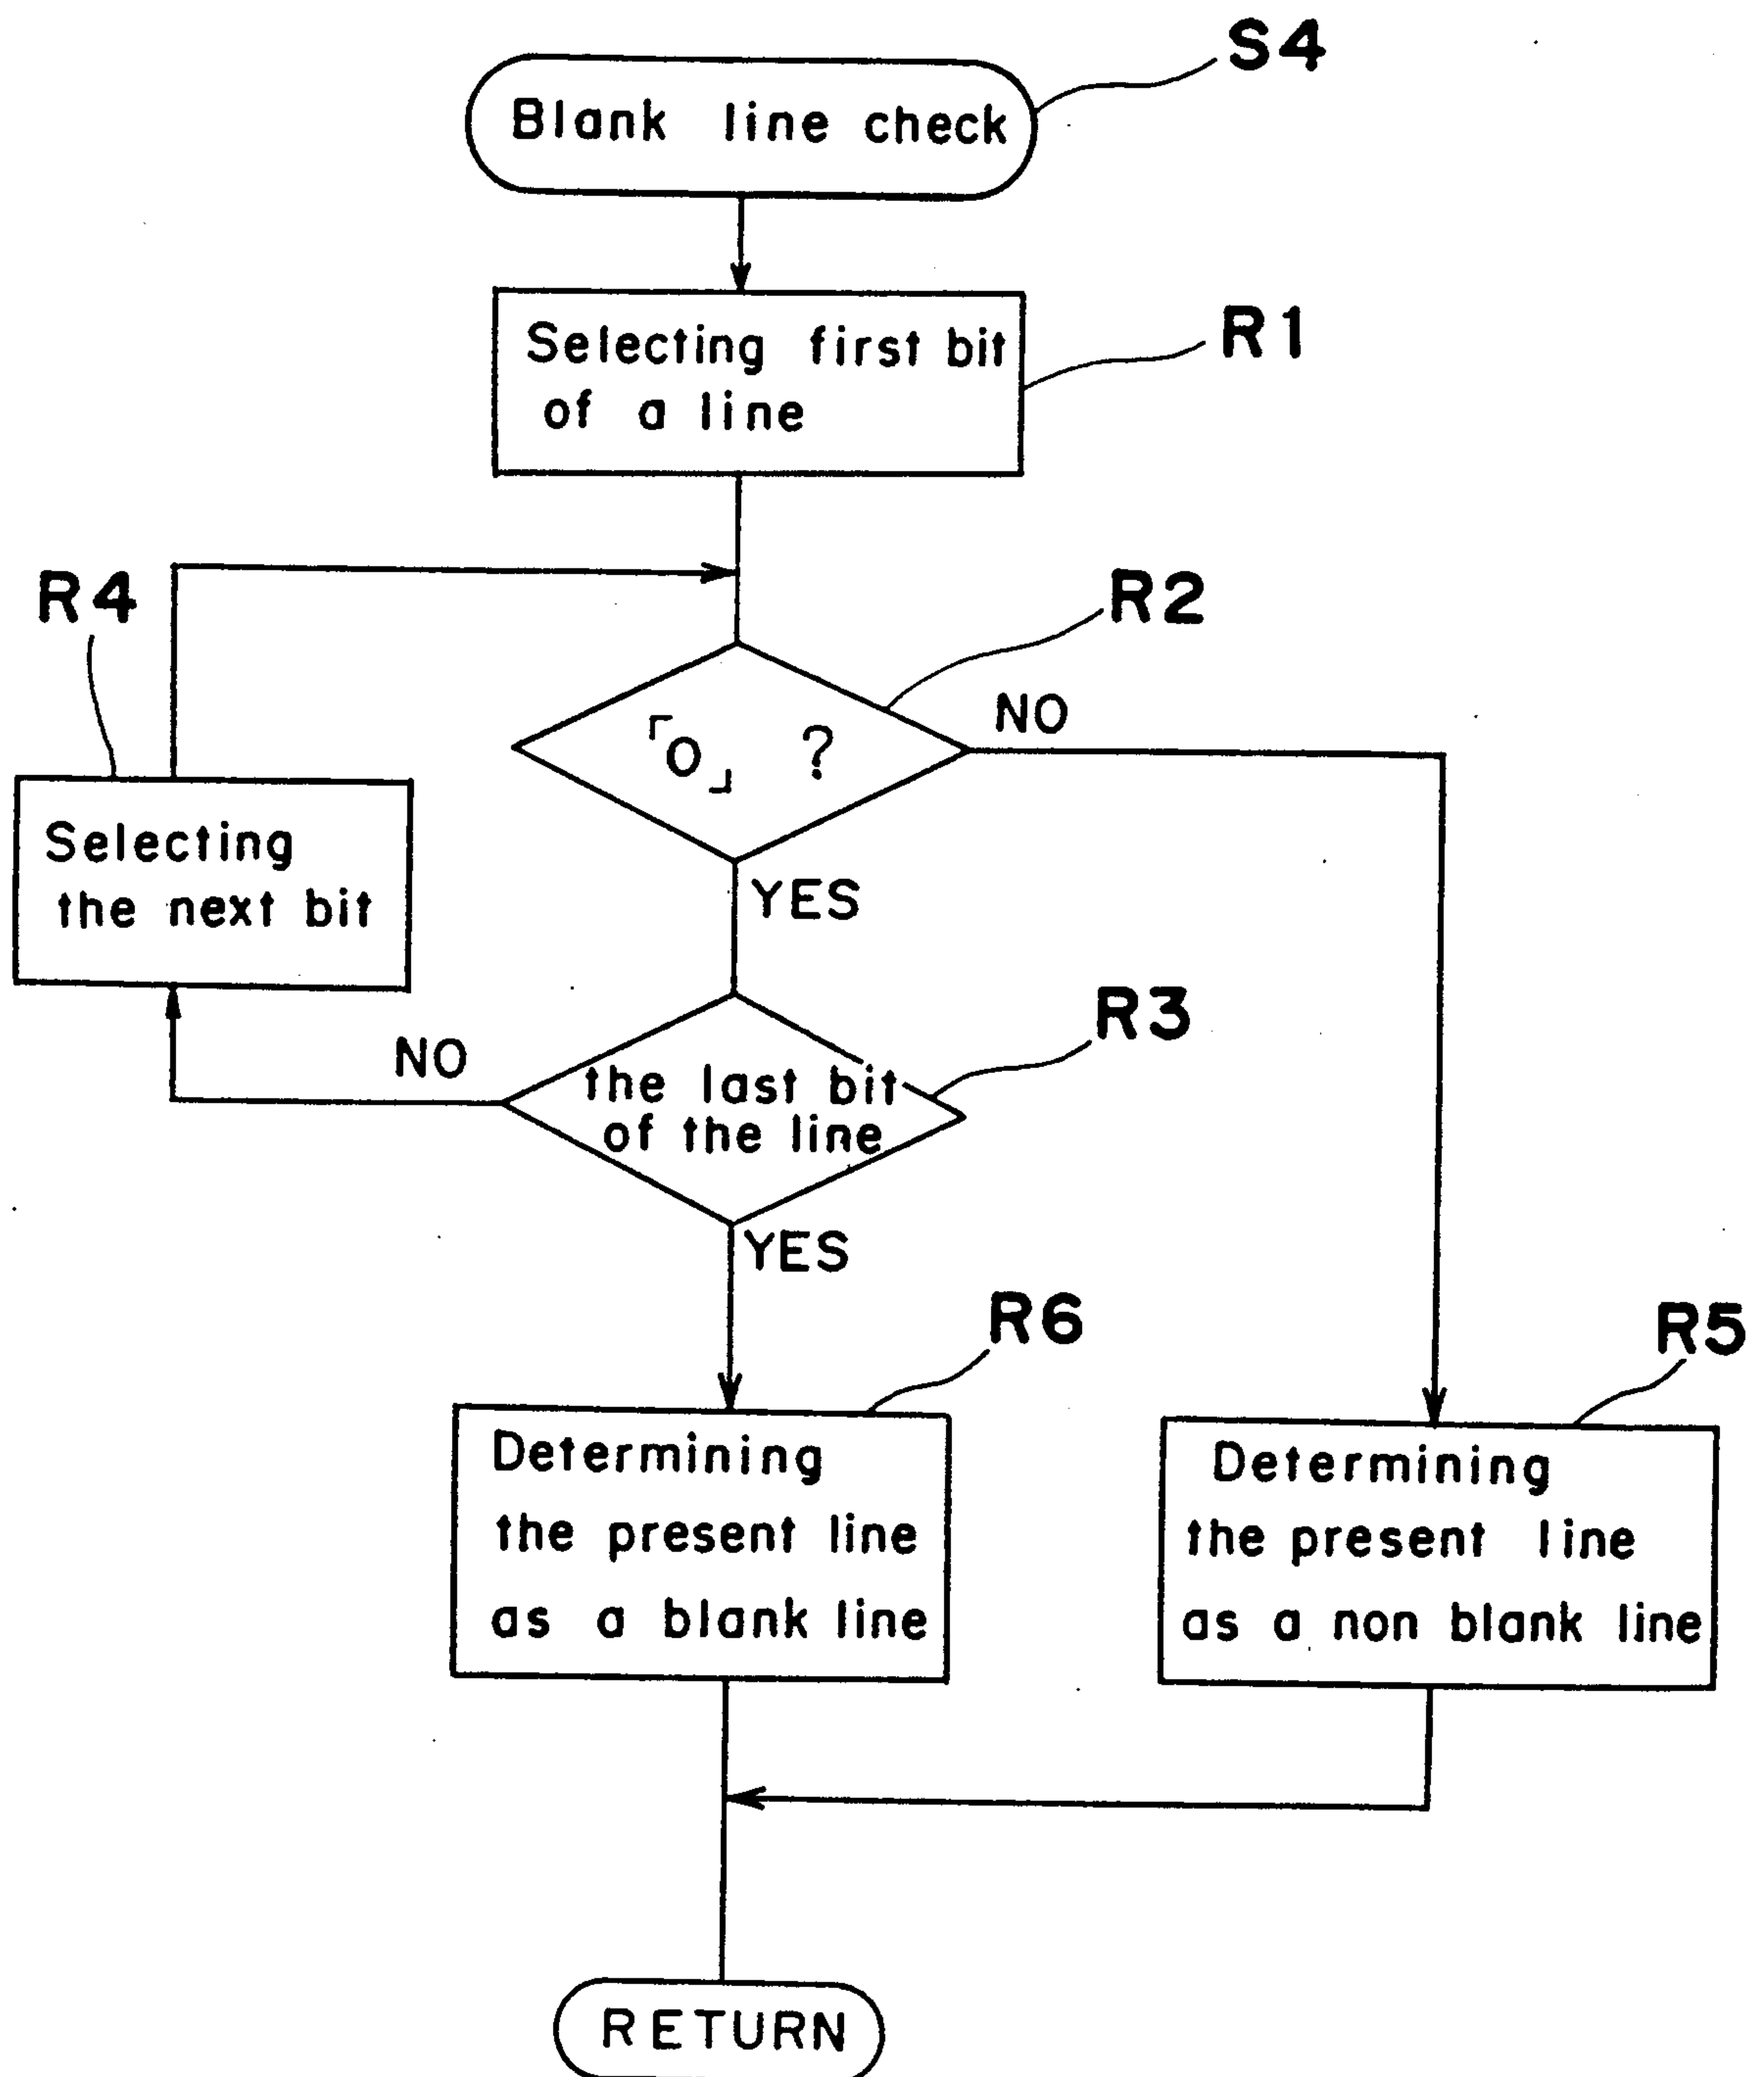 S4
Blank line check
Selecting first bit
of a line
R1
R4
R2
「0」 ?
NO
Selecting
the next bit
YES
R3
NO
the last bit
of the line
YES
R6
R5
Determining
the present line
as a blank line
Determining
the present line
as a non blank line
RETURN